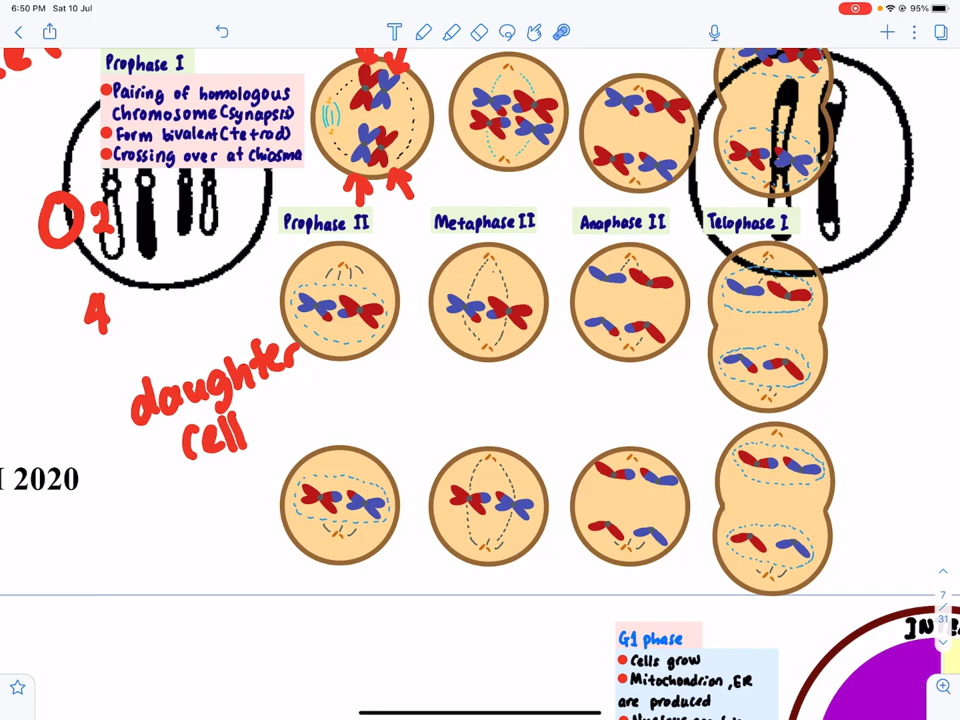 6:50 PM Sat 10 Jul
95%
Prophase I
Pairing of homologous
Chromosome (synapsis)
Form bivalent (tetrad)
Crossing over at chiasma
2
4
Prophase II
Metaphase II
Anaphase II
Telophase I
daughter
cell
I 2020
7
/
31
G1 phase
Cells grow
Mitochondrion, ER
are produced